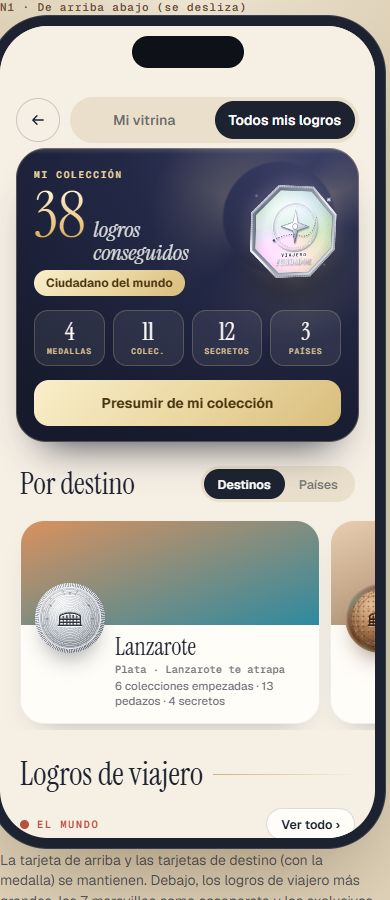 N1 · De arriba abajo (se desliza)
←
Mi vitrina
Todos mis logros
MI COLECCIÓN
38 logros
conseguidos
VIAJERO
FUNDADOR
Ciudadano del mundo
4
MEDALLAS
11
COLEC.
12
SECRETOS
3
PAÍSES
Presumir de mi colección
Por destino
Destinos
Países
Lanzarote
Plata · Lanzarote te atrapa
6 colecciones empezadas · 13
pedazos · 4 secretos
Logros de viajero
EL MUNDO
Ver todo ›
La tarjeta de arriba y las tarjetas de destino (con la
medalla) se mantienen. Debajo, los logros de viajero más